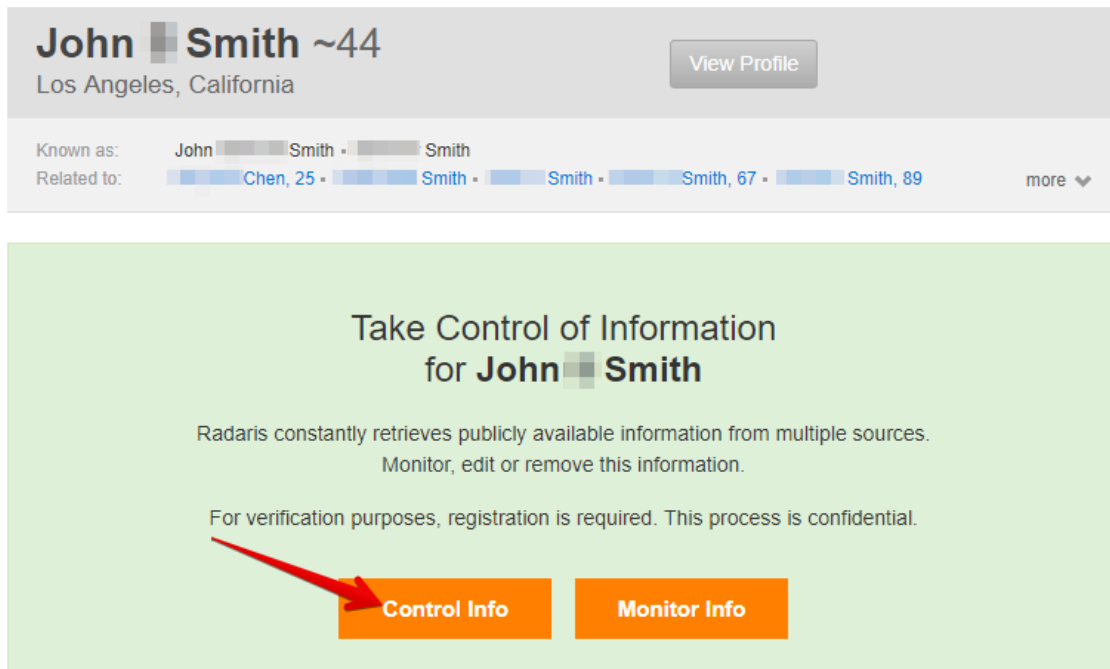 John Smith ~44
View Profile
Los Angeles, California
Known as: John Smith - Smith
Related to: Chen, 25 - Smith - Smith - Smith, 67 - Smith, 89 more
Take Control of Information
for John Smith
Radaris constantly retrieves publicly available information from multiple sources.
Monitor, edit or remove this information.
For verification purposes, registration is required. This process is confidential.
Control Info Monitor Info